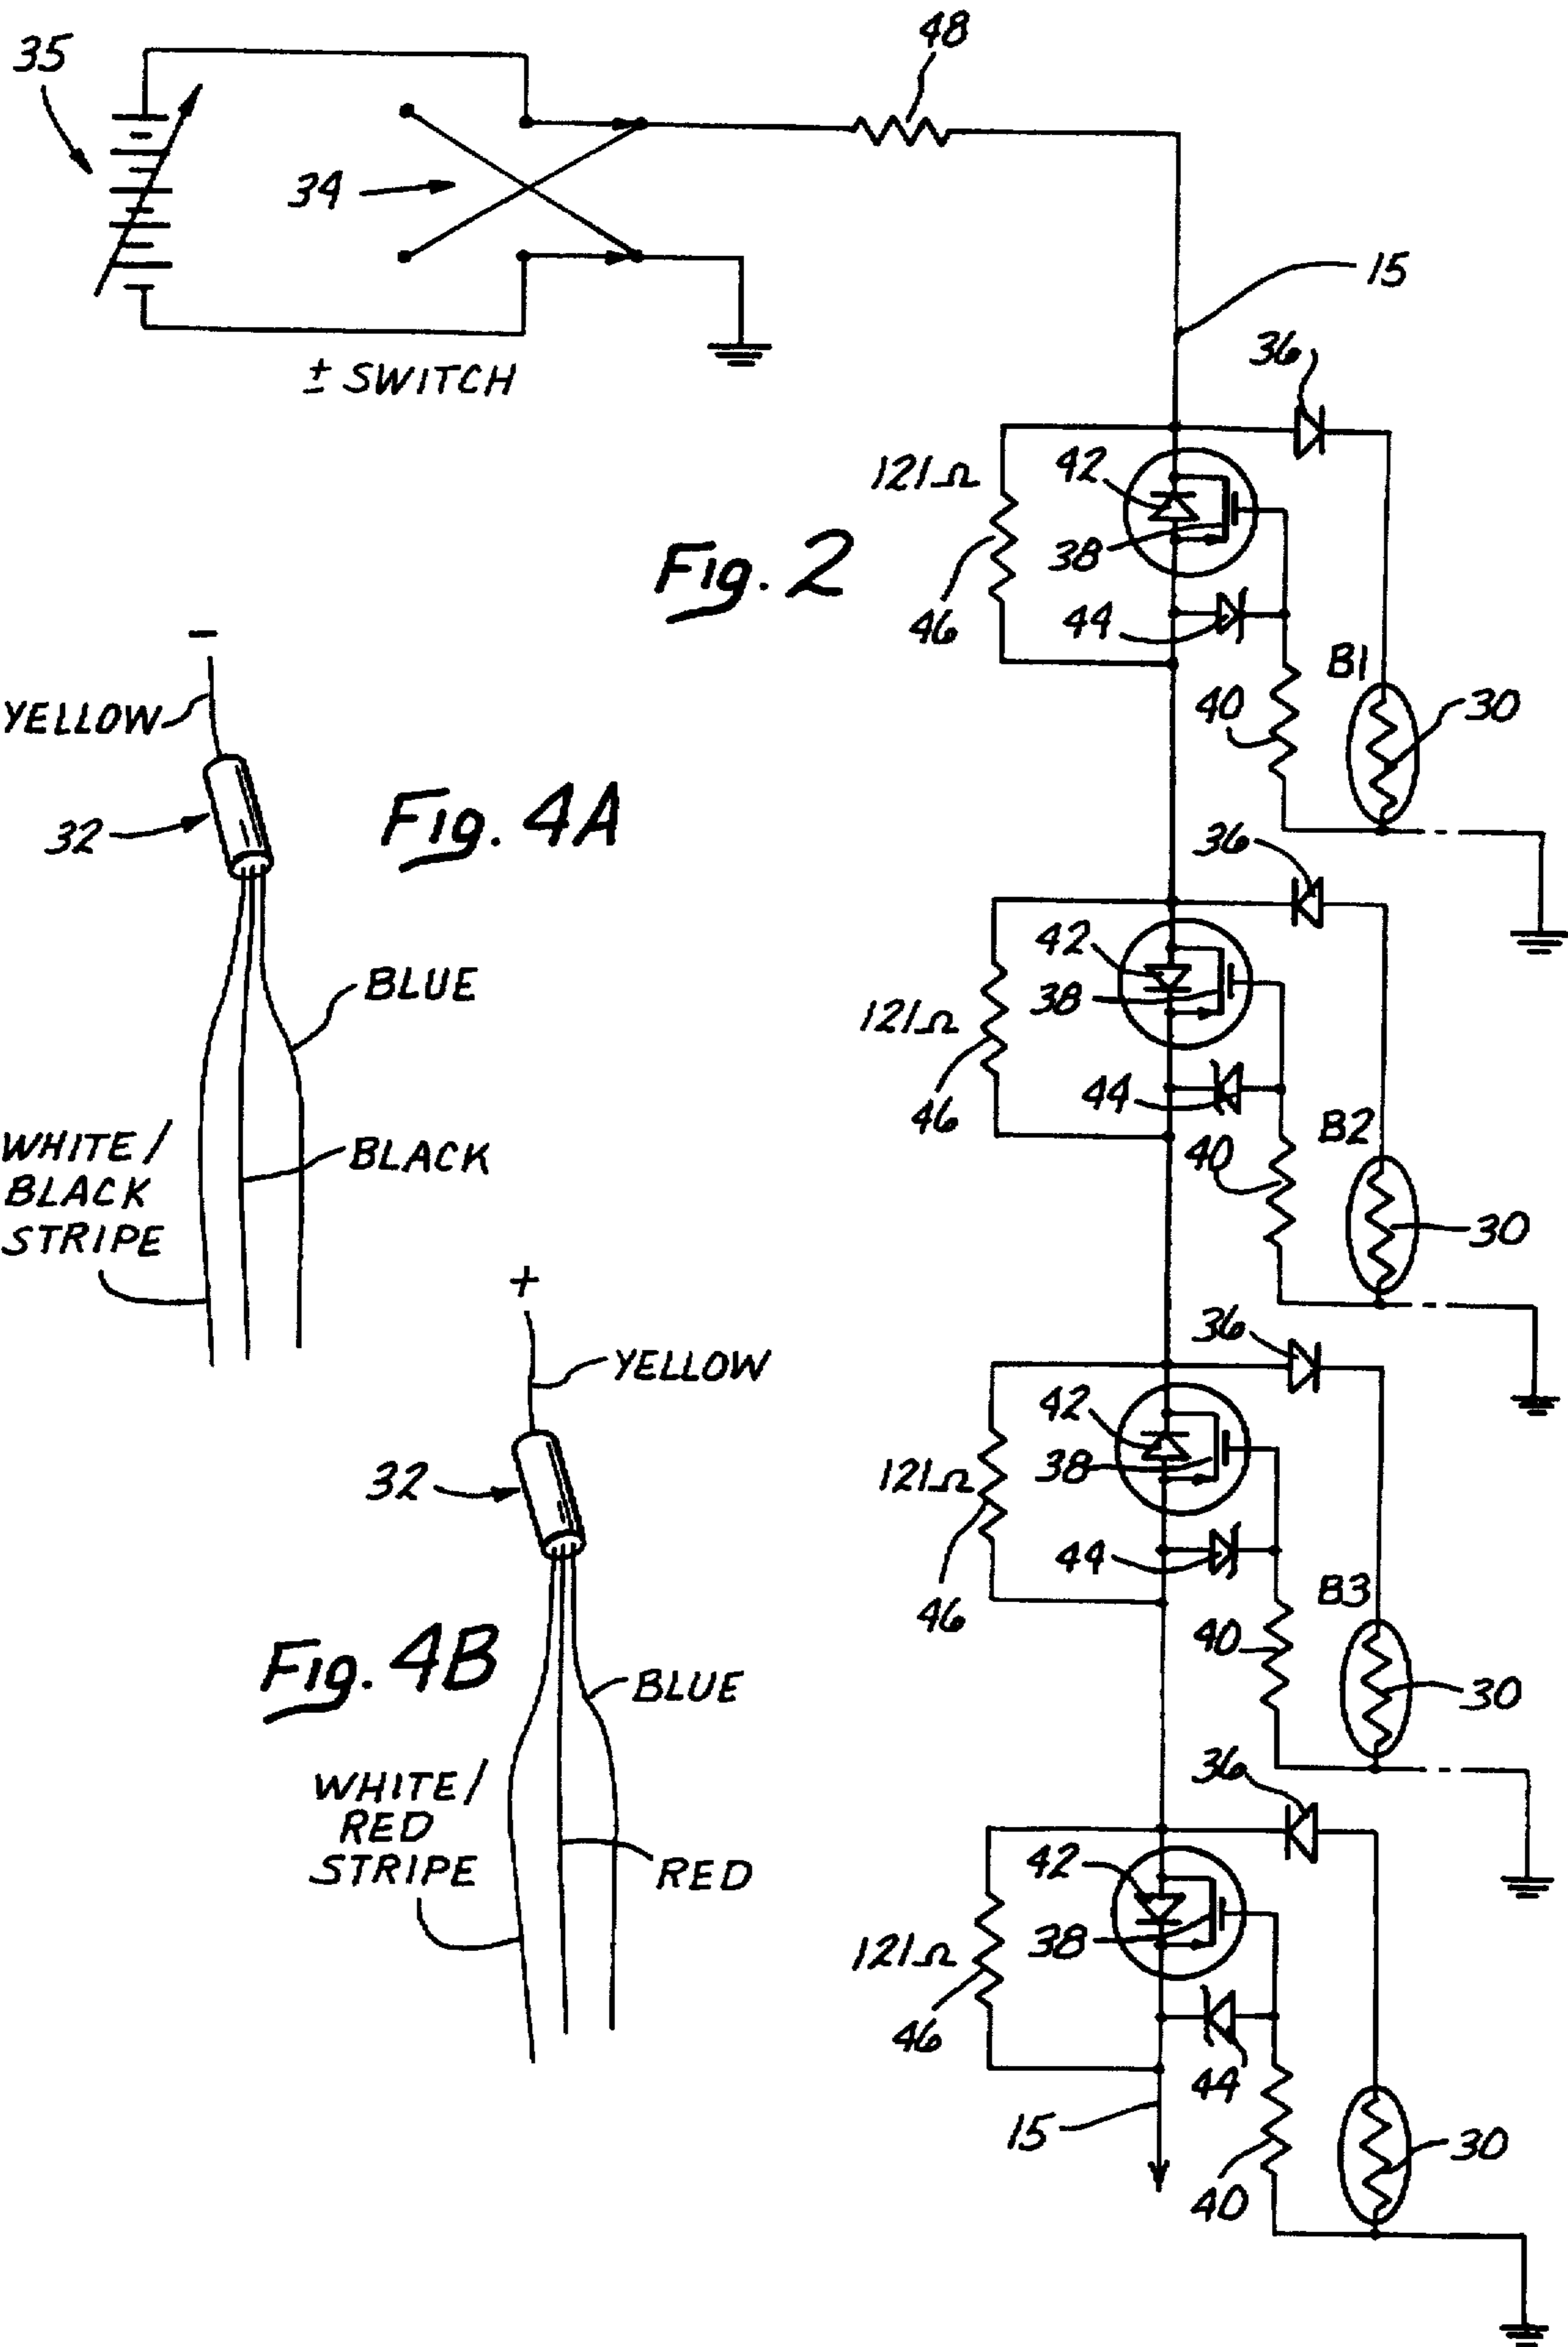 35
48
34
± SWITCH
15
36
121Ω
42
38
46
44
Fig. 2
B1
40
30
−
YELLOW
32
Fig. 4A
36
42
BLUE
38
121Ω
44
46
B2
WHITE/
BLACK
STRIPE
BLACK
40
30
+
36
YELLOW
42
32
38
121Ω
44
46
B3
40
30
Fig. 4B
BLUE
36
WHITE/
RED
STRIPE
RED
42
38
121Ω
46
44
15
40
30